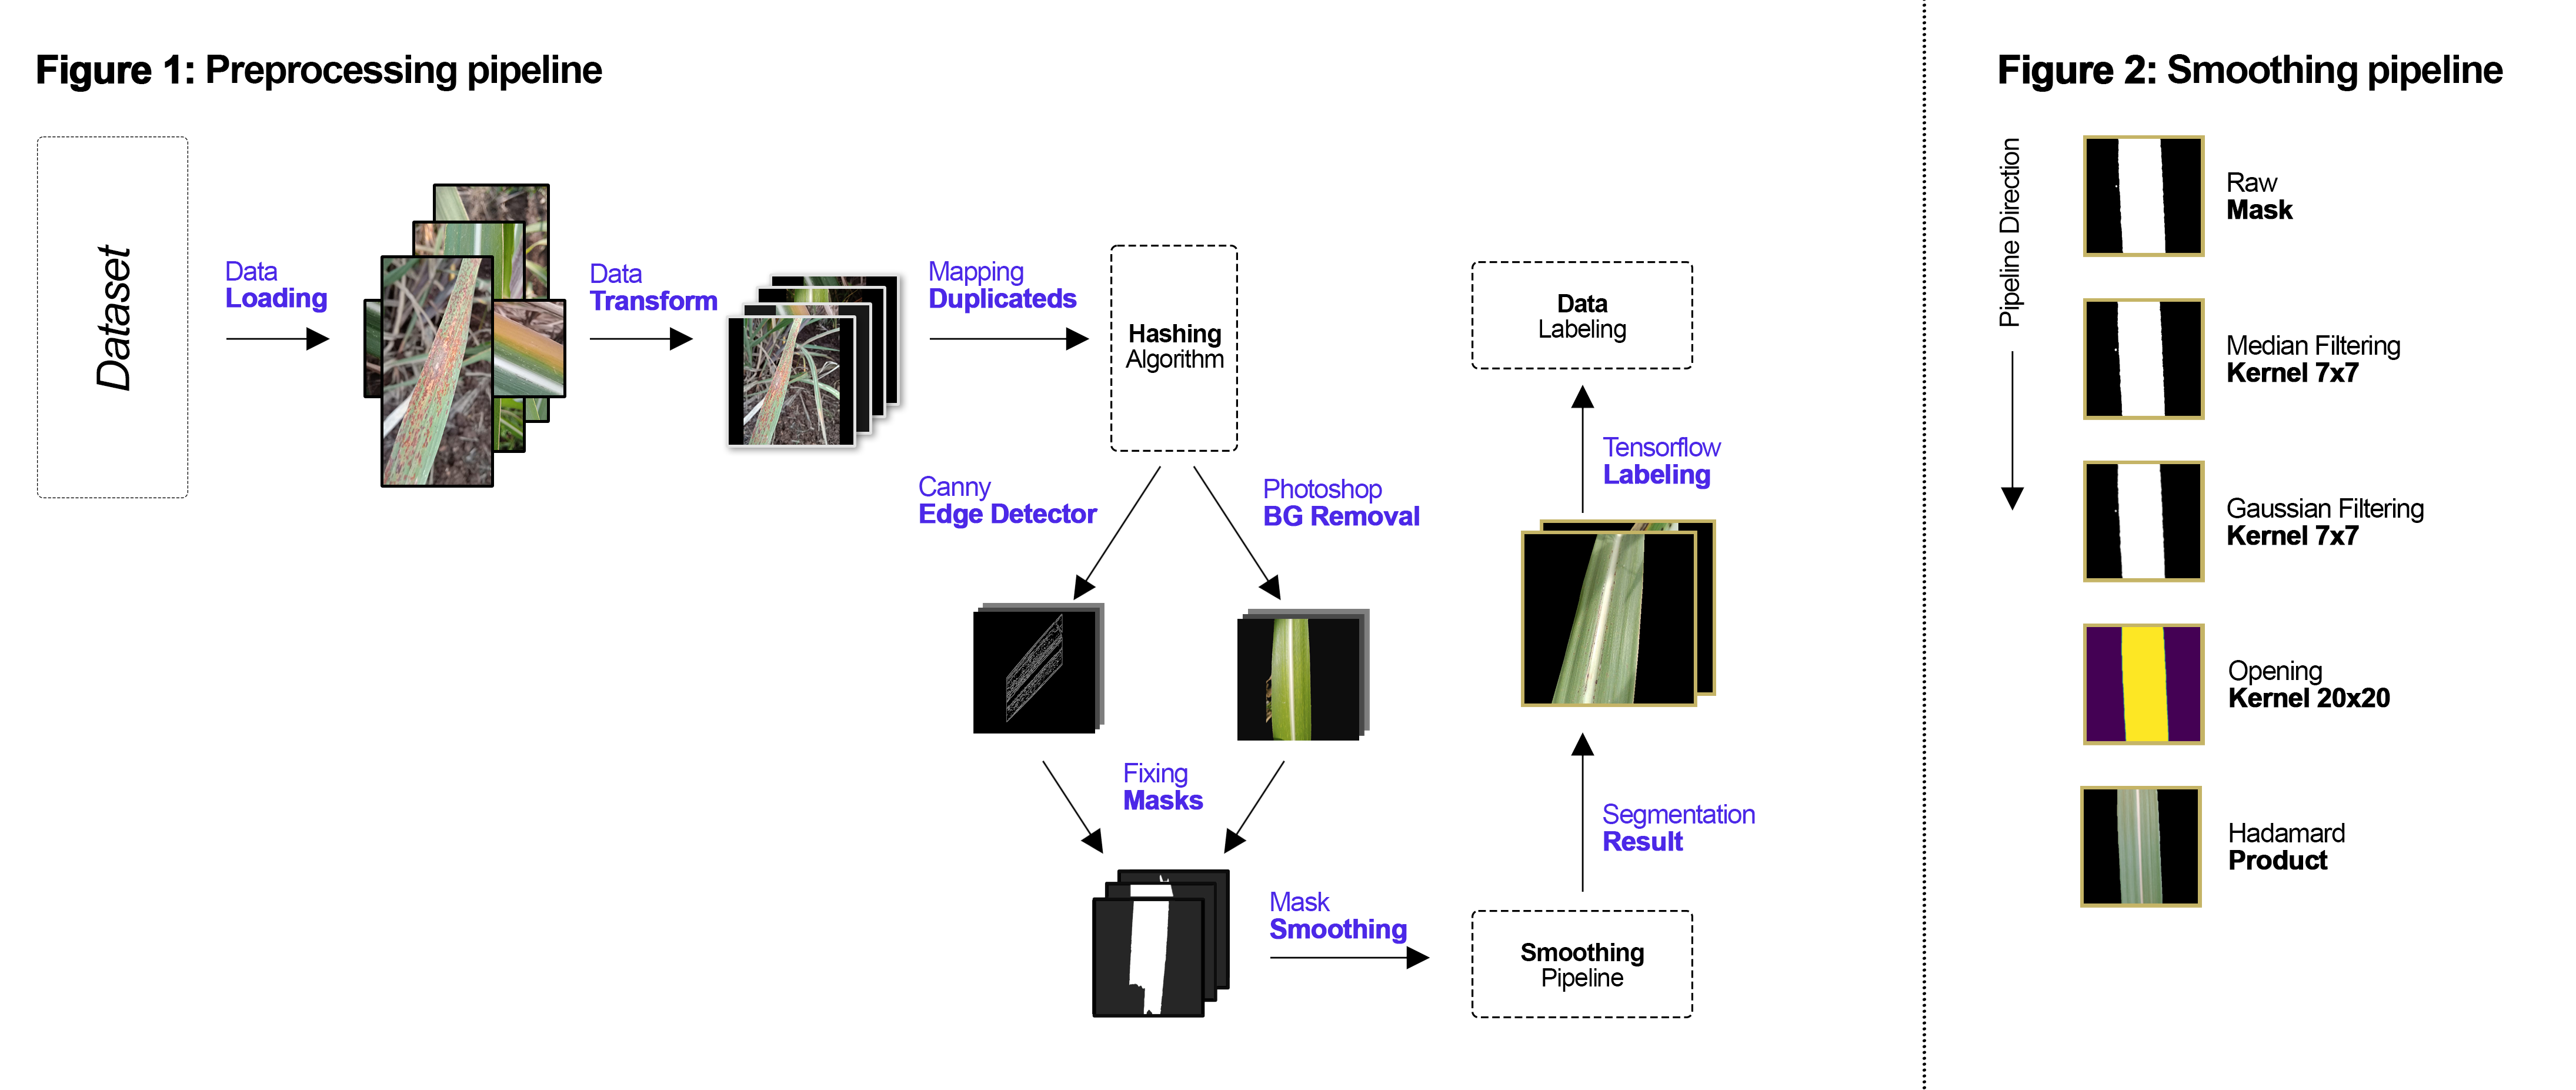 Figure 1: Preprocessing pipeline
Dataset
Data
Loading
Data
Transform
Mapping
Duplicateds
Hashing
Algorithm
Canny
Edge Detector
Photoshop
BG Removal
Fixing
Masks
Mask
Smoothing
Smoothing
Pipeline
Segmentation
Result
Tensorflow
Labeling
Data
Labeling
Figure 2: Smoothing pipeline
Pipeline Direction
Raw
Mask
Median Filtering
Kernel 7x7
Gaussian Filtering
Kernel 7x7
Opening
Kernel 20x20
Hadamard
Product